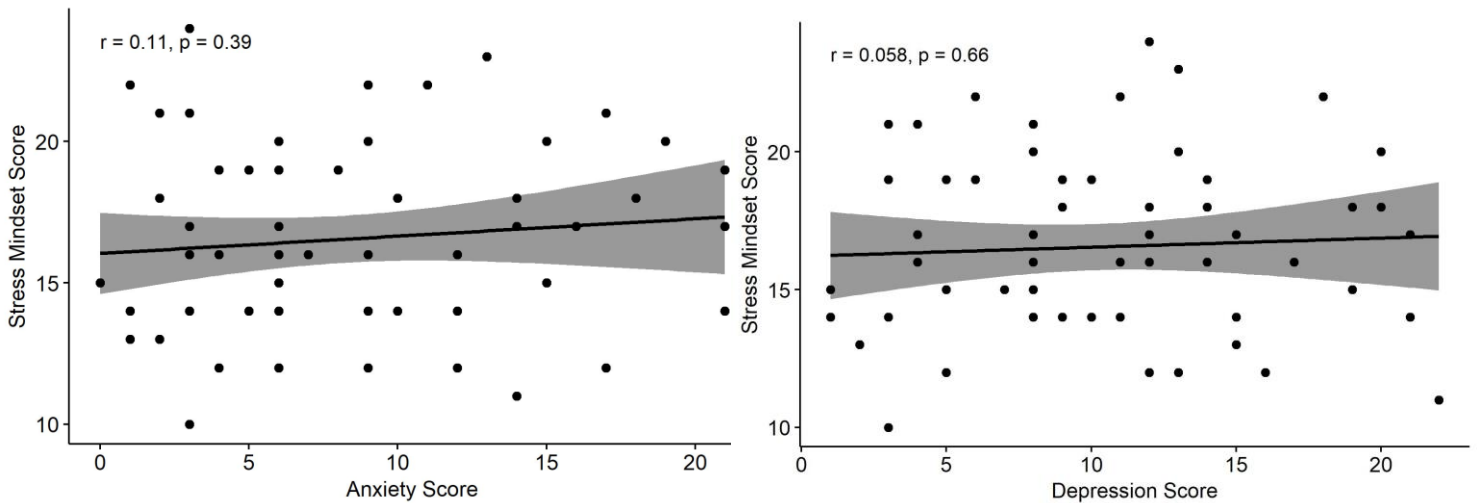 r = 0.11, p = 0.39
20
15
10
Stress Mindset Score
0 5 10 15 20
Anxiety Score
r = 0.058, p = 0.66
20
15
10
Stress Mindset Score
0 5 10 15 20
Depression Score